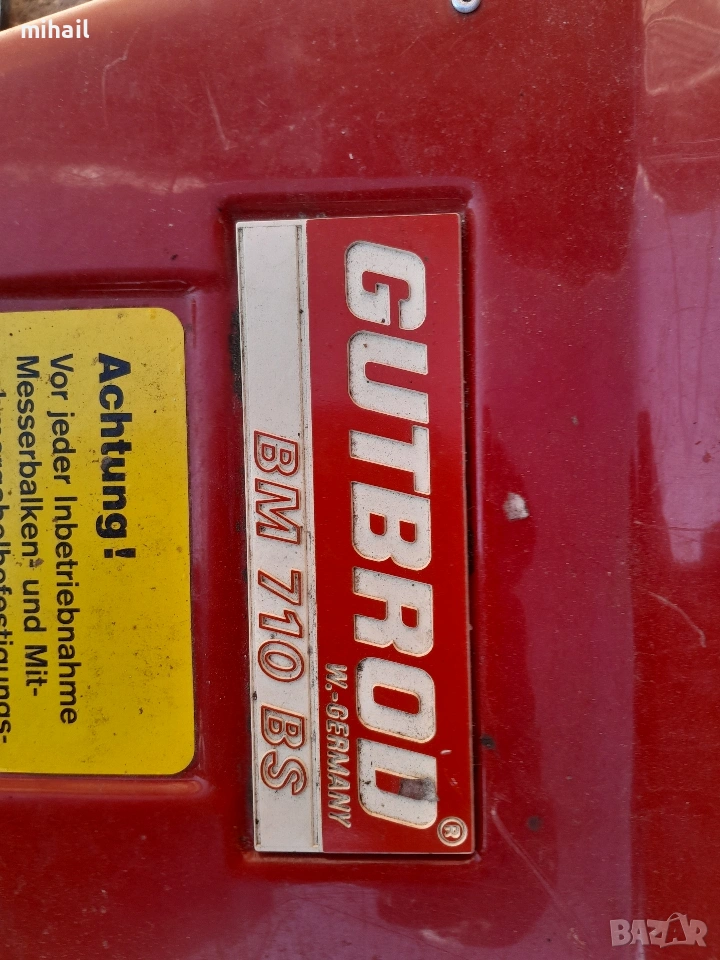 mihail
GUTBROD®
W.-GERMANY
BM 710 BS
Achtung!
Vor jeder Inbetriebnahme
Messerbalken- und Mit-
BAZAR